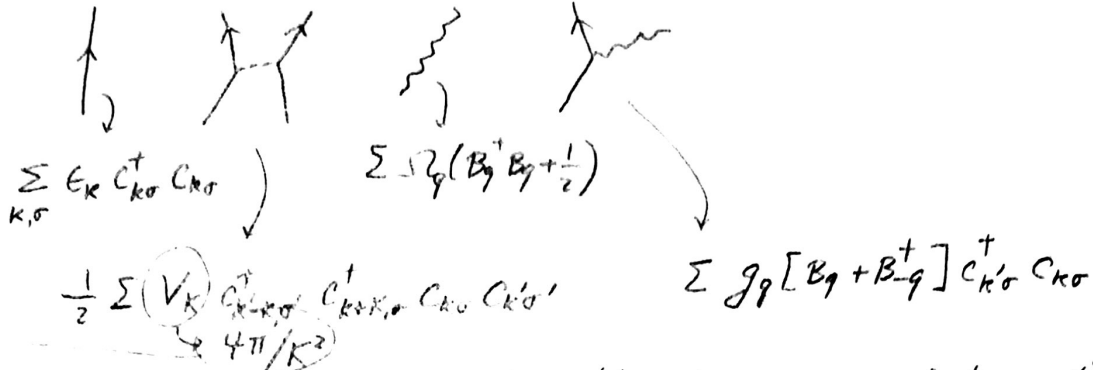 Σ ε_k C†_{kσ} C_{kσ}
k,σ
Σ Ω_q (B_q† B_q + 1/2)
1/2 Σ V_K C†_{k'-K,σ'} C†_{k+K,σ} C_{kσ} C_{k'σ'}
4π/K²
Σ g_q [B_q + B†_{-q}] C†_{k'σ} C_{kσ}